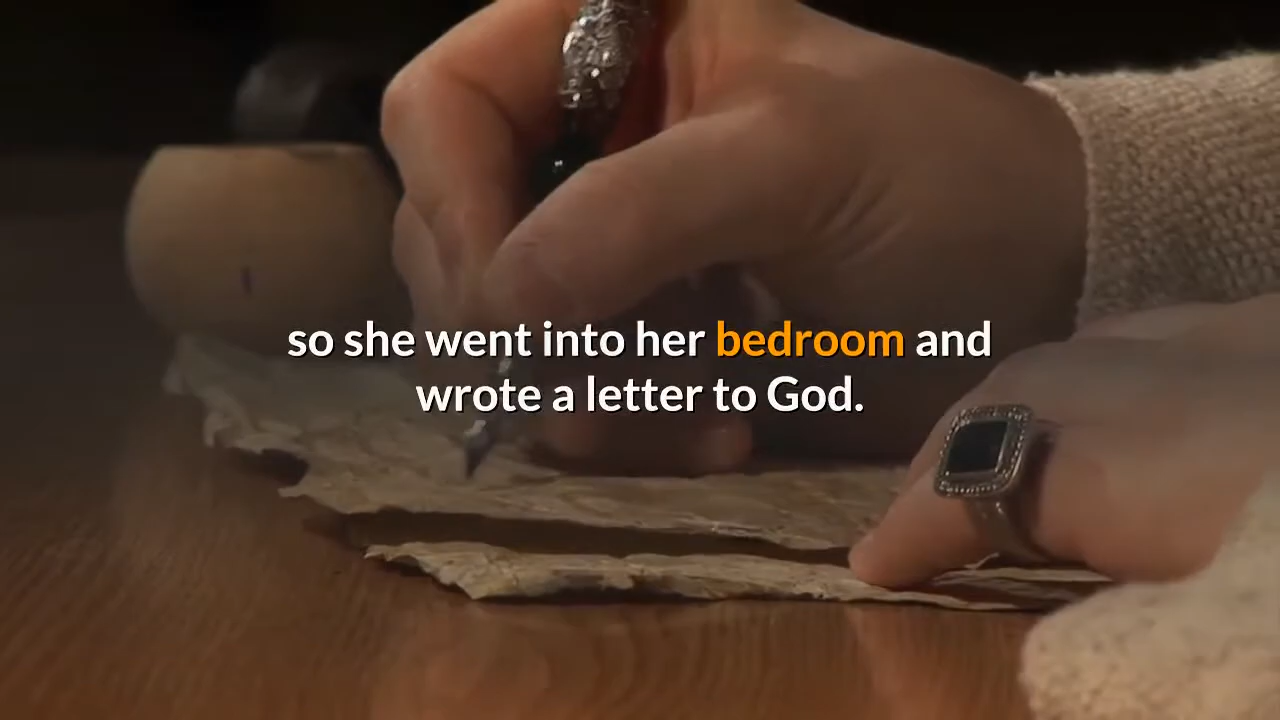 so she went into her bedroom and
wrote a letter to God.